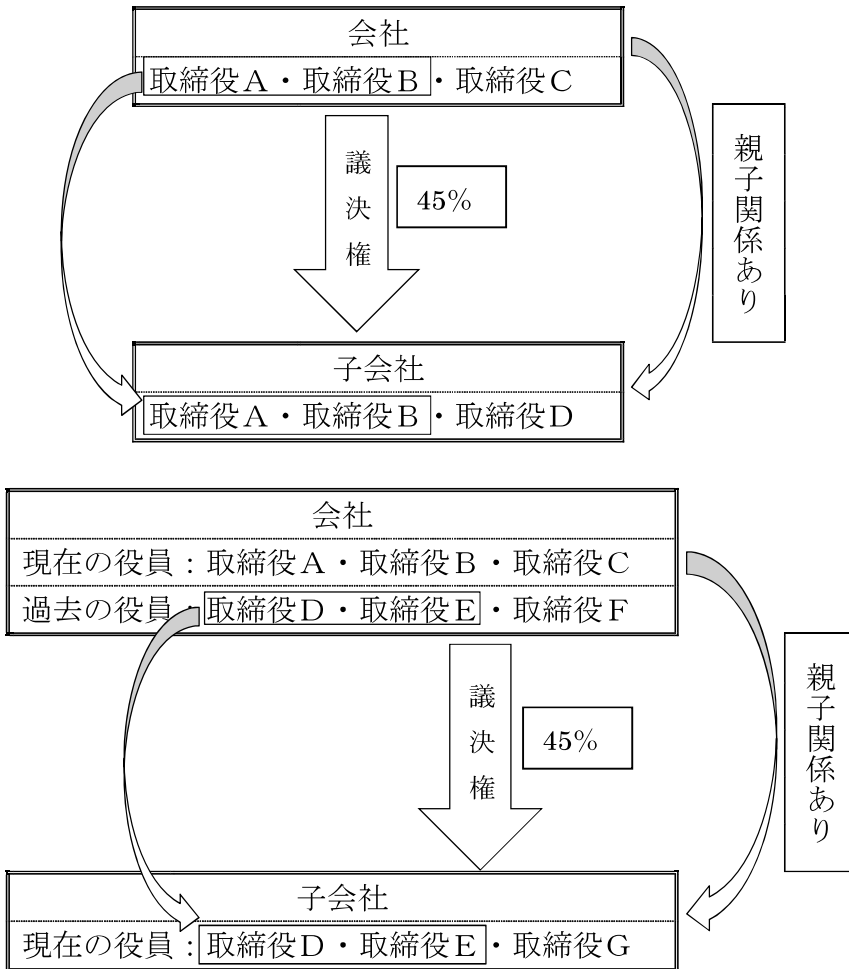 会社
取締役A・取締役B・取締役C
議決権
45%
親子関係あり
子会社
取締役A・取締役B・取締役D
会社
現在の役員：取締役A・取締役B・取締役C
過去の役員：取締役D・取締役E・取締役F
議決権
45%
親子関係あり
子会社
現在の役員：取締役D・取締役E・取締役G